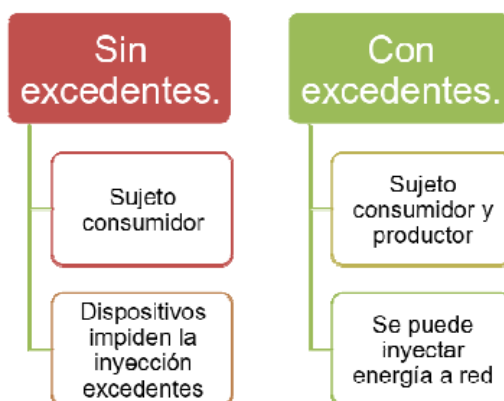 Sin
excedentes.
Sujeto
consumidor
Dispositivos
impiden la
inyección
excedentes
Con
excedentes.
Sujeto
consumidor y
productor
Se puede
inyectar
energía a red